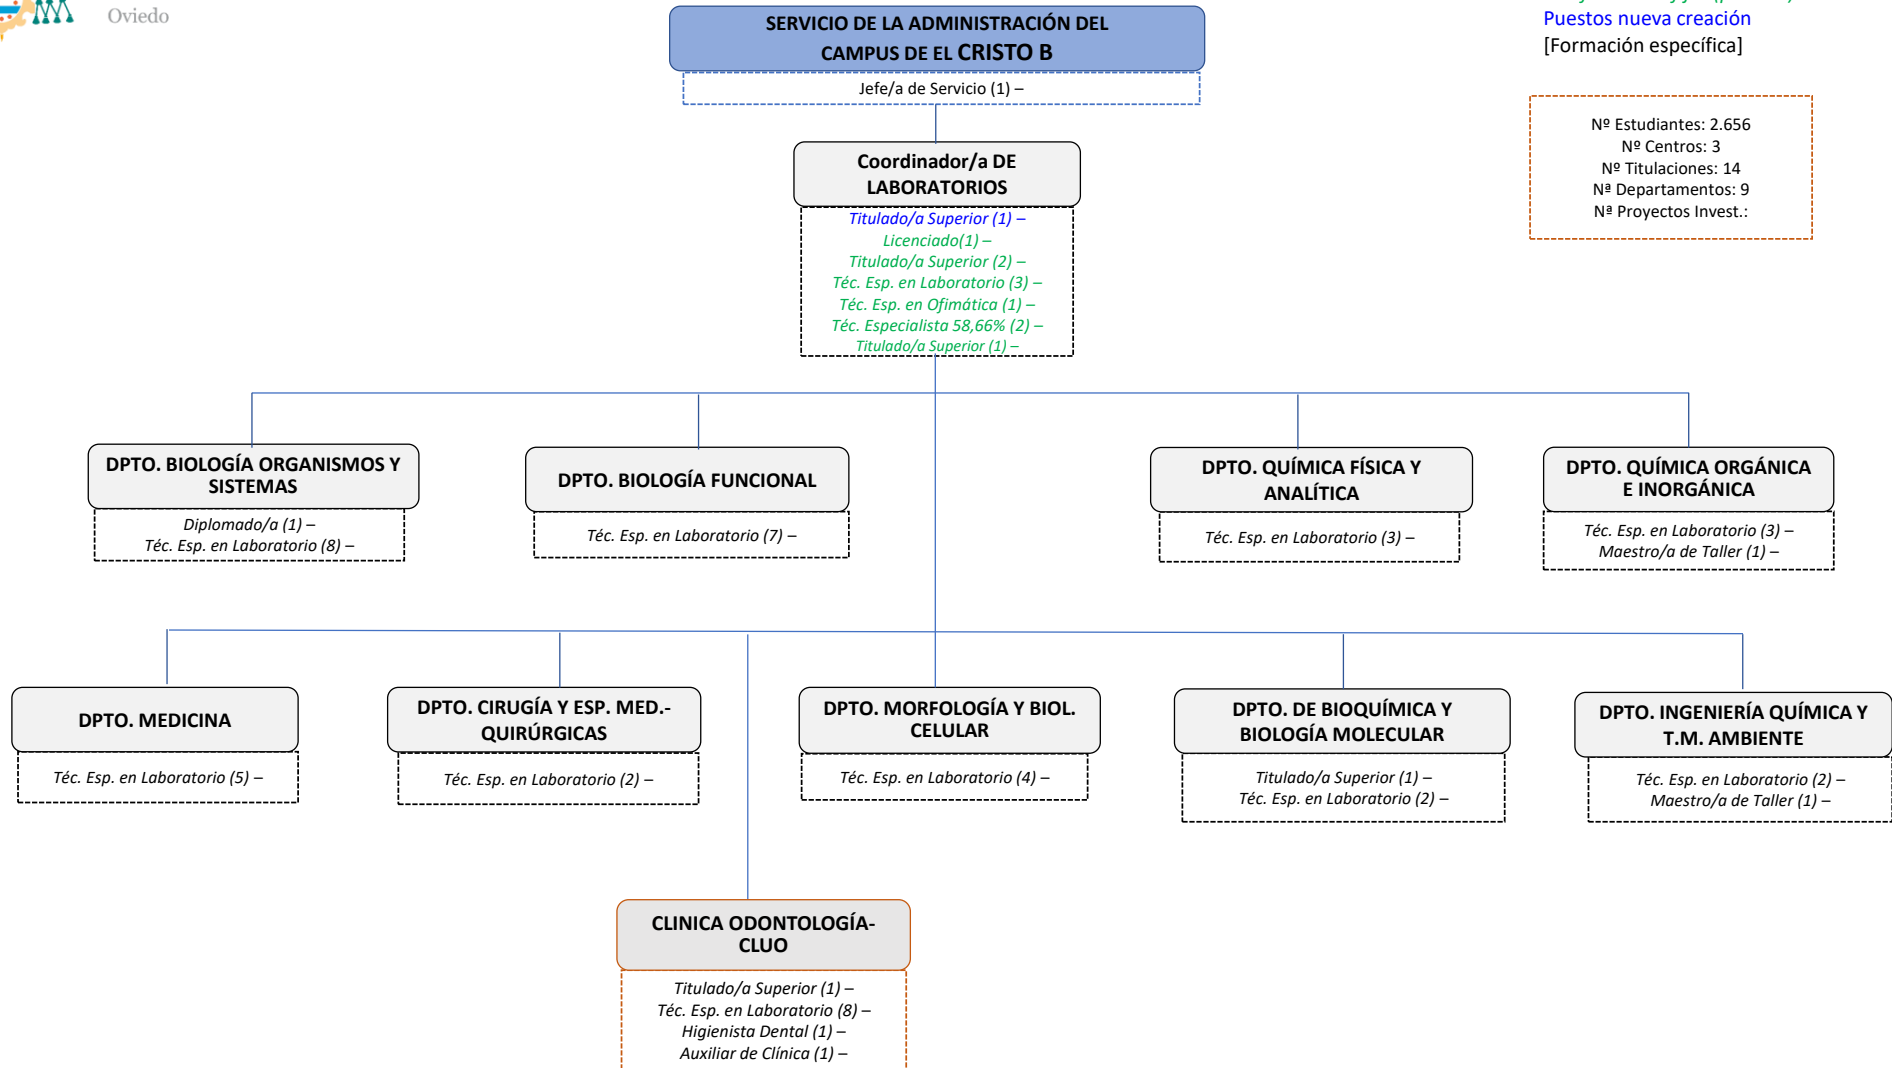 Oviedo
SERVICIO DE LA ADMINISTRACIÓN DEL
CAMPUS DE EL CRISTO B
Jefe/a de Servicio (1) –
Puestos nueva creación
[Formación específica]
Nº Estudiantes: 2.656
Nº Centros: 3
Nº Titulaciones: 14
Nª Departamentos: 9
Nª Proyectos Invest.:
Coordinador/a DE
LABORATORIOS
Titulado/a Superior (1) –
Licenciado(1) –
Titulado/a Superior (2) –
Téc. Esp. en Laboratorio (3) –
Téc. Esp. en Ofimática (1) –
Téc. Especialista 58,66% (2) –
Titulado/a Superior (1) –
DPTO. BIOLOGÍA ORGANISMOS Y
SISTEMAS
Diplomado/a (1) –
Téc. Esp. en Laboratorio (8) –
DPTO. BIOLOGÍA FUNCIONAL
Téc. Esp. en Laboratorio (7) –
DPTO. QUÍMICA FÍSICA Y
ANALÍTICA
Téc. Esp. en Laboratorio (3) –
DPTO. QUÍMICA ORGÁNICA
E INORGÁNICA
Téc. Esp. en Laboratorio (3) –
Maestro/a de Taller (1) –
DPTO. MEDICINA
Téc. Esp. en Laboratorio (5) –
DPTO. CIRUGÍA Y ESP. MED.-
QUIRÚRGICAS
Téc. Esp. en Laboratorio (2) –
DPTO. MORFOLOGÍA Y BIOL.
CELULAR
Téc. Esp. en Laboratorio (4) –
DPTO. DE BIOQUÍMICA Y
BIOLOGÍA MOLECULAR
Titulado/a Superior (1) –
Téc. Esp. en Laboratorio (2) –
DPTO. INGENIERÍA QUÍMICA Y
T.M. AMBIENTE
Téc. Esp. en Laboratorio (2) –
Maestro/a de Taller (1) –
CLINICA ODONTOLOGÍA-
CLUO
Titulado/a Superior (1) –
Téc. Esp. en Laboratorio (8) –
Higienista Dental (1) –
Auxiliar de Clínica (1) –